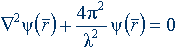 ∇²ψ(r̅) + 4π²/λ² ψ(r̅) = 0